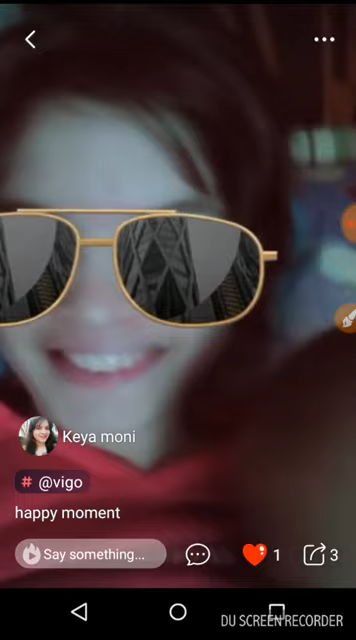 Keya moni
# @vigo
happy moment
Say something...
1
3
DU SCREEN RECORDER